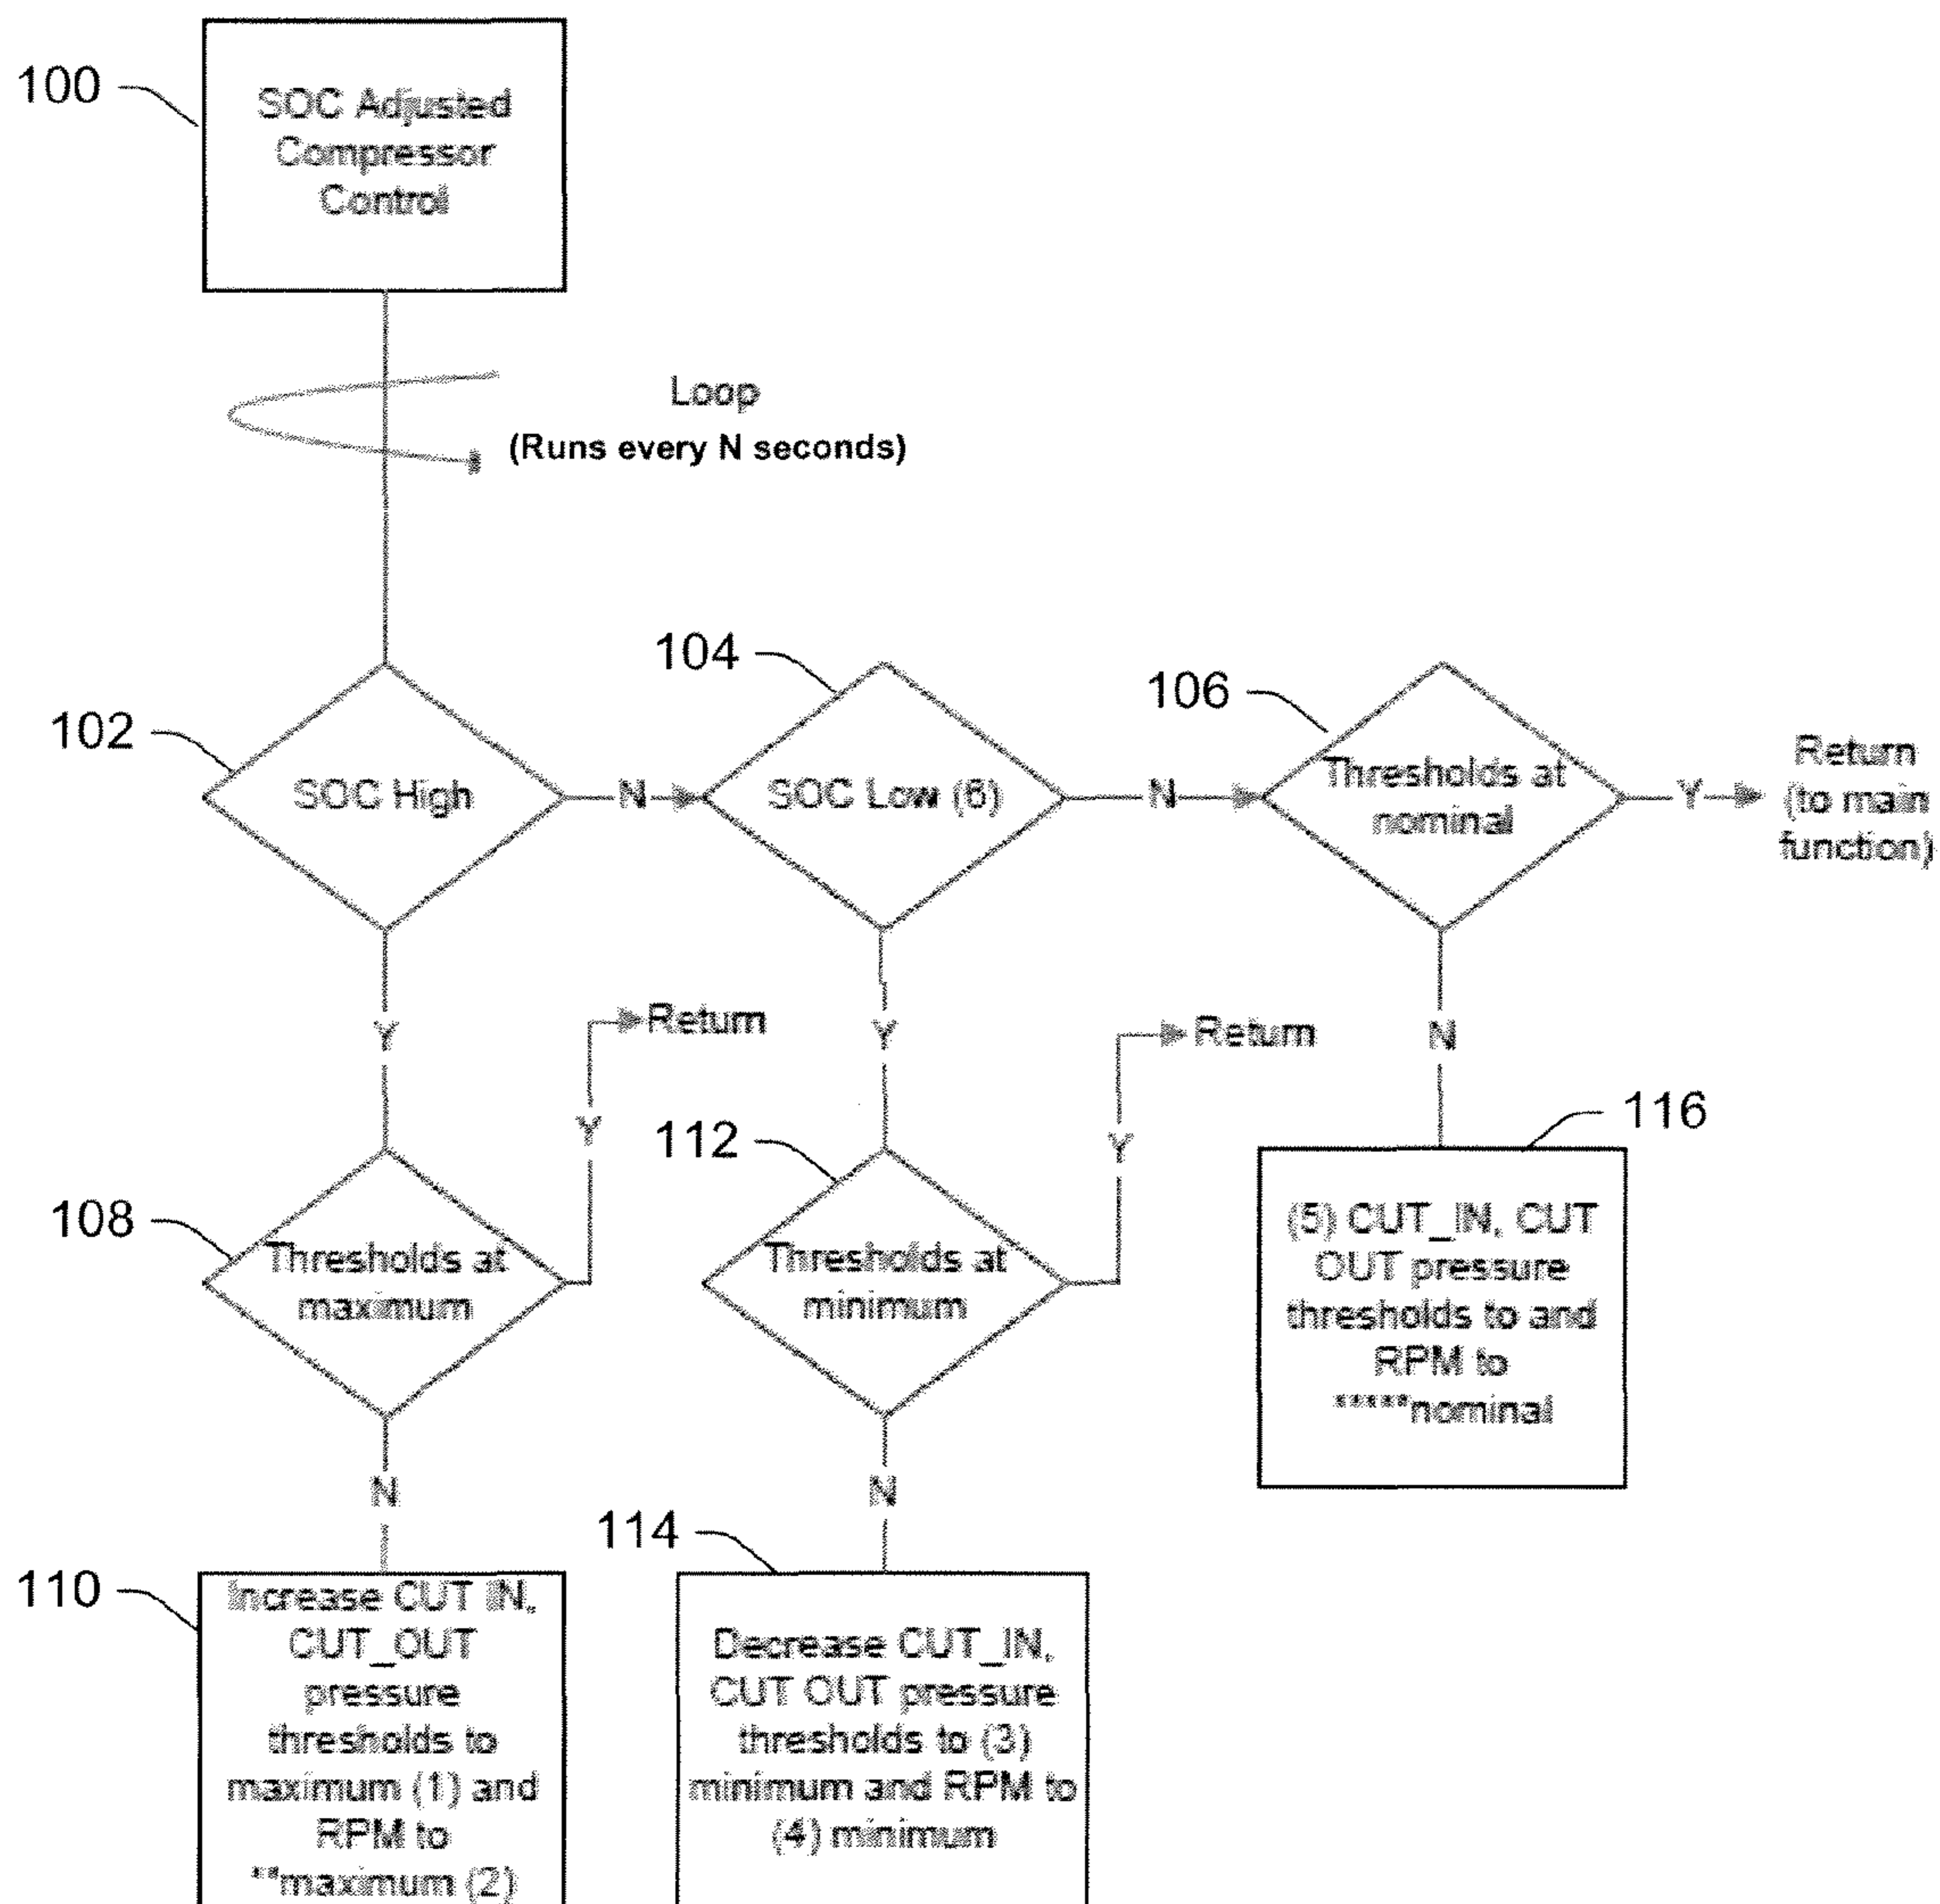 100
SOC Adjusted
Compressor
Control
Loop
(Runs every N seconds)
102
SOC High
N
104
SOC Low (6)
N
106
Thresholds at
nominal
Y
Return
(to main
function)
Y
Return
Y
Y
Return
Y
N
108
Thresholds at
maximum
112
Thresholds at
minimum
116
(5) CUT_IN, CUT
OUT pressure
thresholds to and
RPM to
*****nominal
N
N
110
Increase CUT IN,
CUT_OUT
pressure
thresholds to
maximum (1) and
RPM to
**maximum (2)
114
Decrease CUT_IN,
CUT OUT pressure
thresholds to (3)
minimum and RPM to
(4) minimum